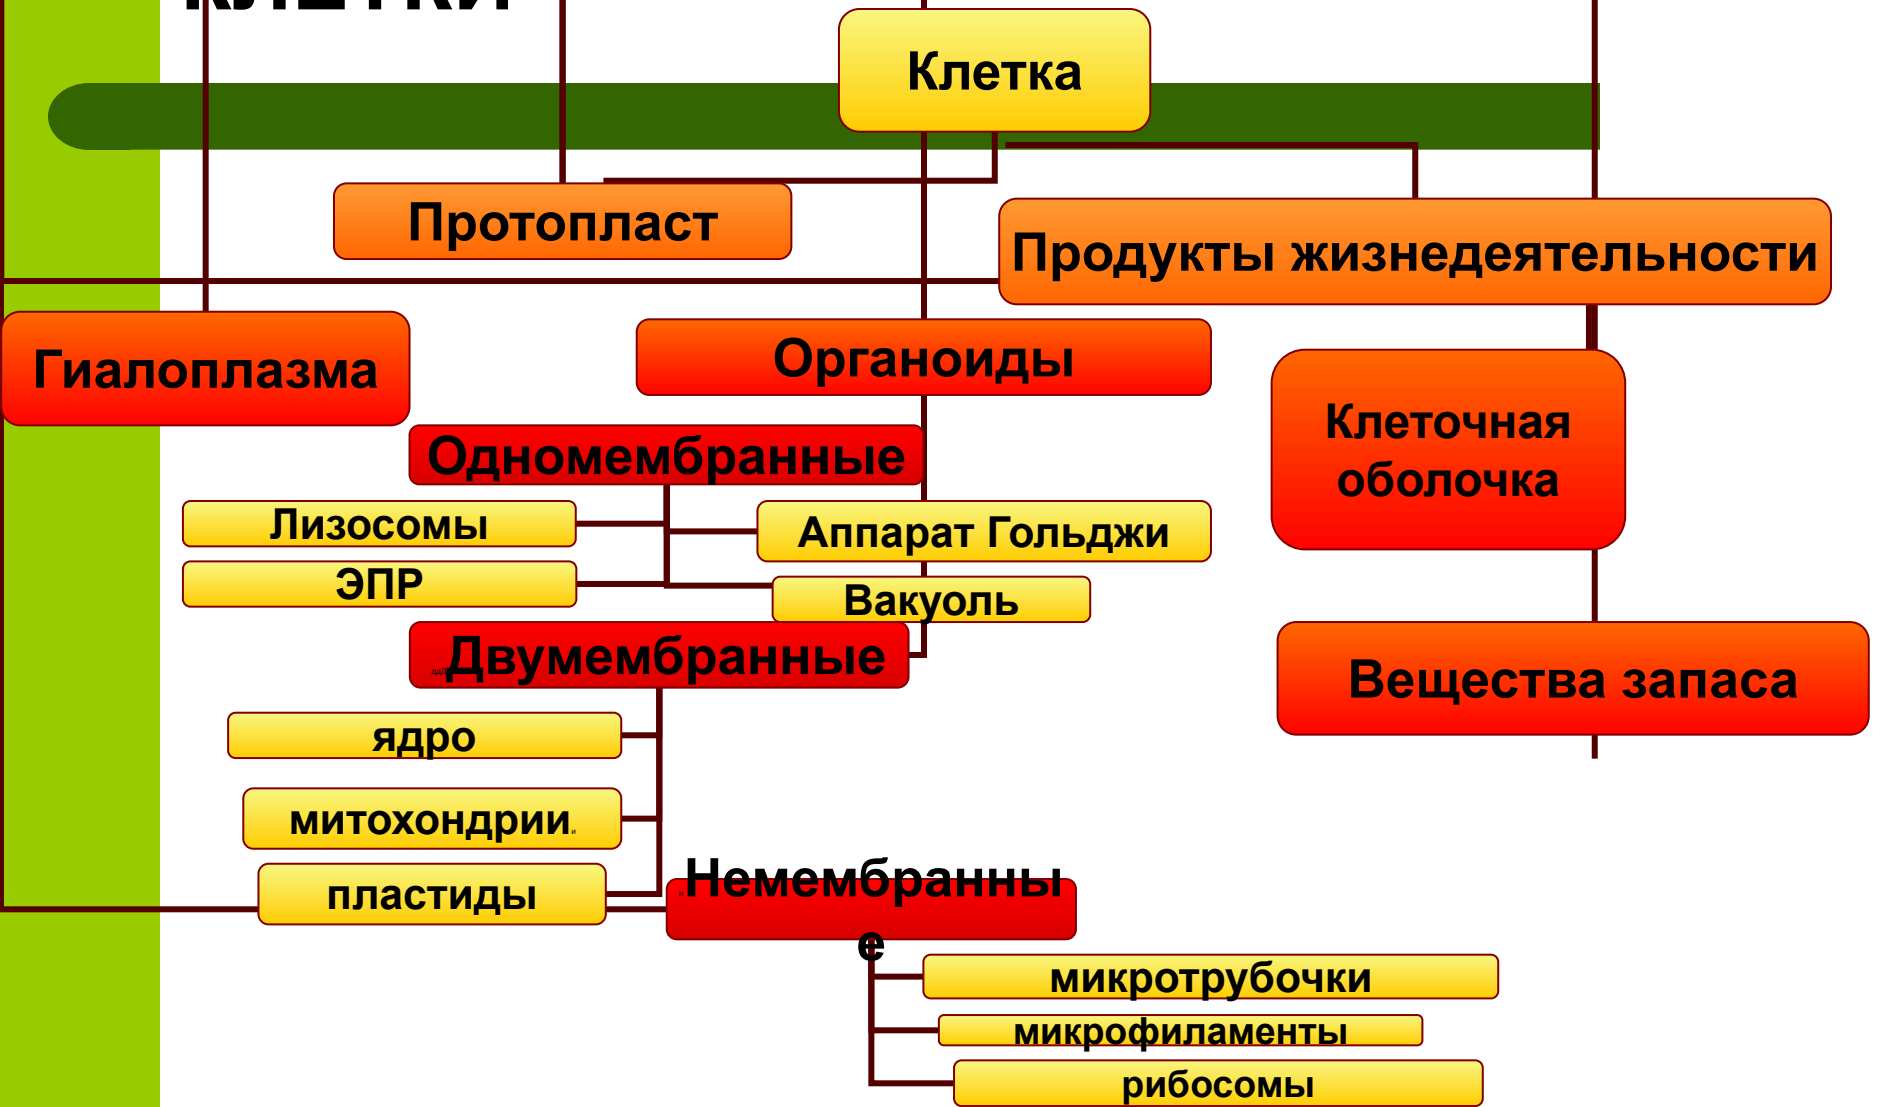 КЛЕТКИ
Клетка
Протопласт
Продукты жизнедеятельности
Гиалоплазма
Органоиды
Клеточная
оболочка
Одномембранные
Лизосомы
Аппарат Гольджи
ЭПР
Вакуоль
Двумембранные
Вещества запаса
ядро
митохондрии
пластиды
Немембранны
е
микротрубочки
микрофиламенты
рибосомы